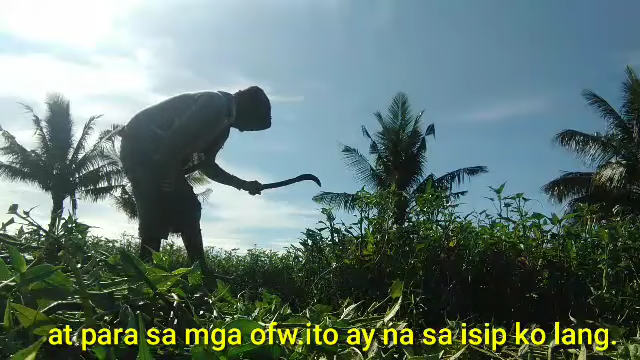 at para sa mga ofw.ito ay na sa isip ko lang.